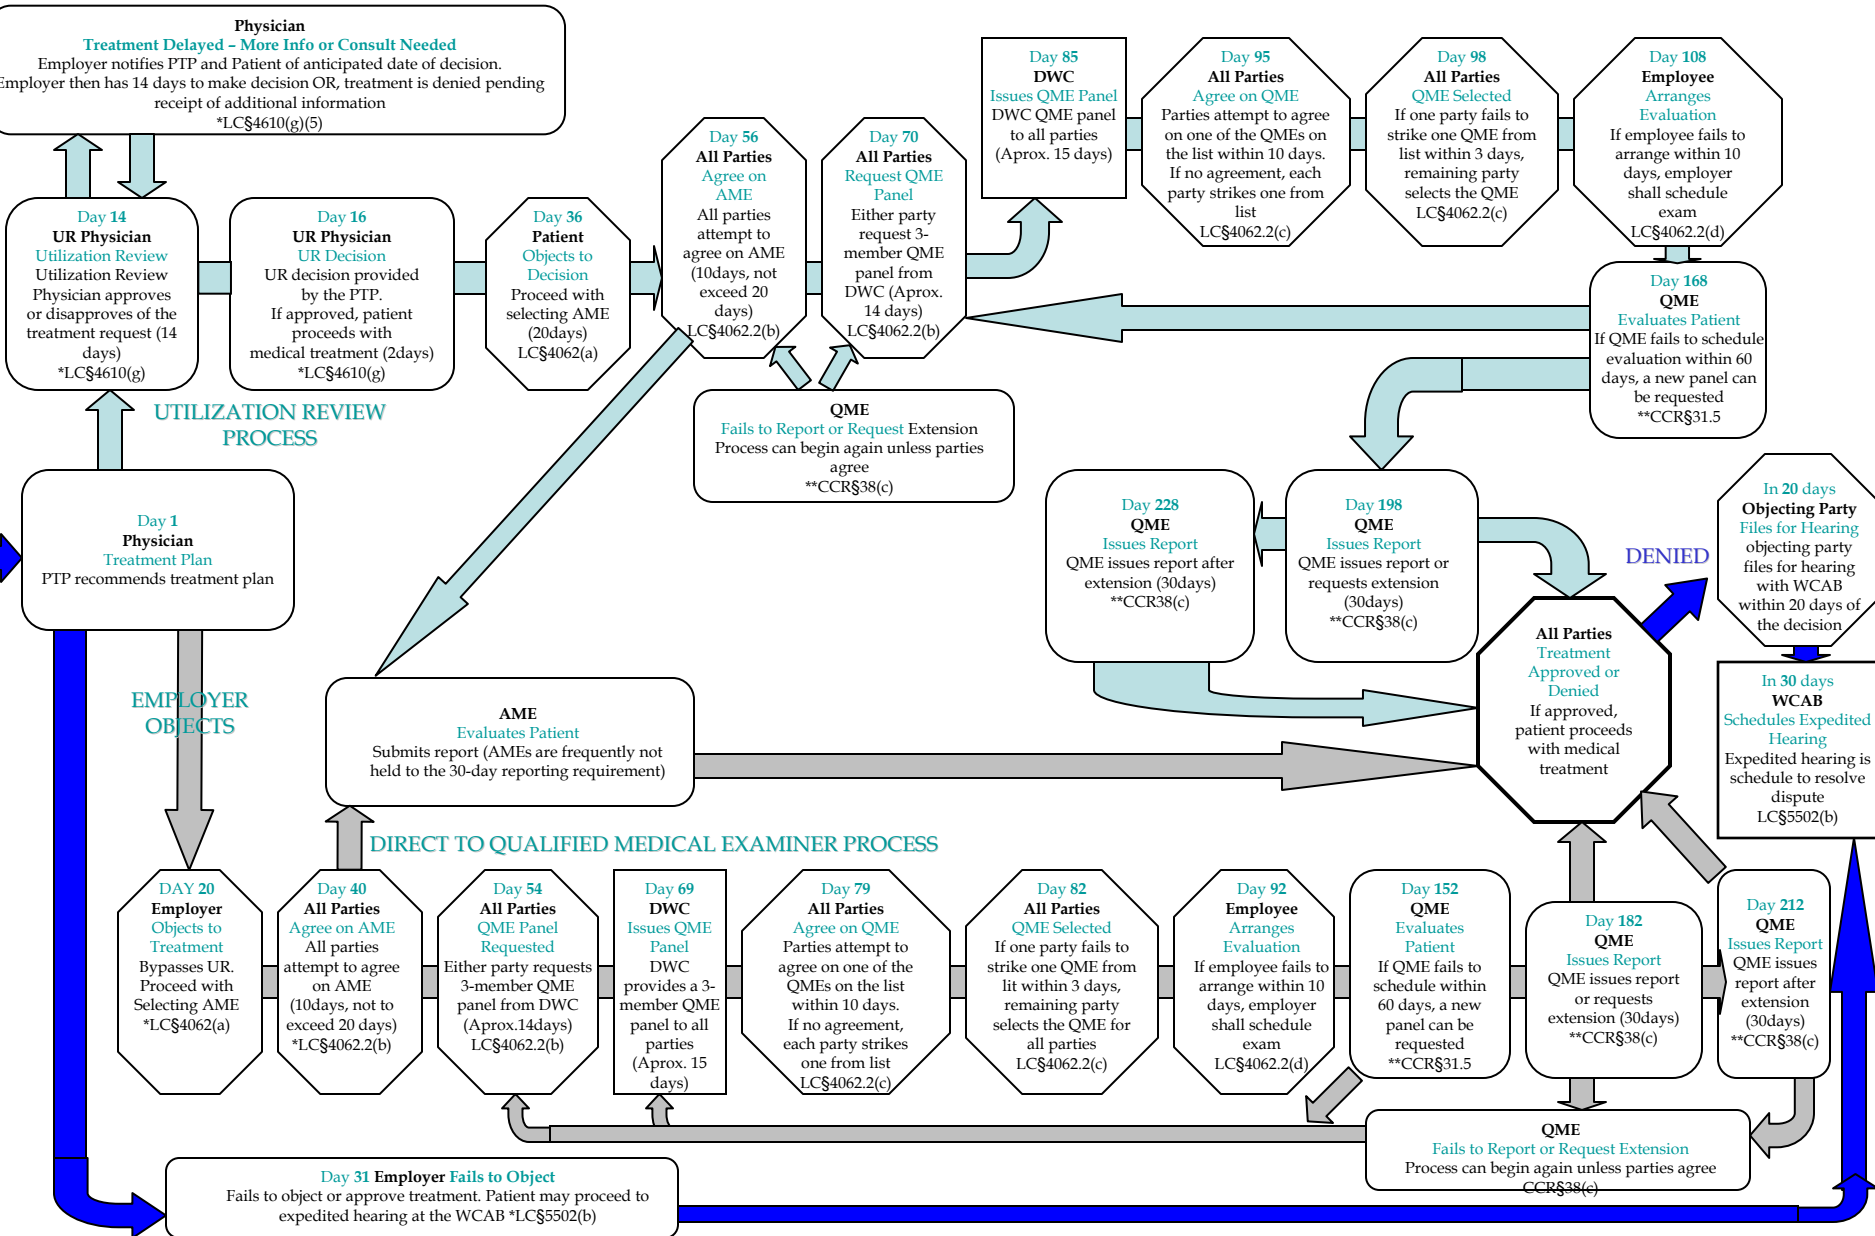 Physician
Treatment Delayed – More Info or Consult Needed
Employer notifies PTP and Patient of anticipated date of decision.
Employer then has 14 days to make decision OR, treatment is denied pending
receipt of additional information
*LC§4610(g)(5)
Day 14
UR Physician
Utilization Review
Utilization Review
Physician approves
or disapproves of the
treatment request (14
days)
*LC§4610(g)
Day 16
UR Physician
UR Decision
UR decision provided
by the PTP.
If approved, patient
proceeds with
medical treatment (2days)
*LC§4610(g)
Day 36
Patient
Objects to
Decision
Proceed with
selecting AME
(20days)
LC§4062(a)
Day 56
All Parties
Agree on
AME
All parties
attempt to
agree on AME
(10days, not
exceed 20
days)
LC§4062.2(b)
Day 70
All Parties
Request QME
Panel
Either party
request 3-
member QME
panel from
DWC (Aprox.
14 days)
LC§4062.2(b)
Day 85
DWC
Issues QME Panel
DWC QME panel
to all parties
(Aprox. 15 days)
Day 95
All Parties
Agree on QME
Parties attempt to agree
on one of the QMEs on
the list within 10 days.
If no agreement, each
party strikes one from
list
LC§4062.2(c)
Day 98
All Parties
QME Selected
If one party fails to
strike one QME from
list within 3 days,
remaining party
selects the QME
LC§4062.2(c)
Day 108
Employee
Arranges
Evaluation
If employee fails to
arrange within 10
days, employer
shall schedule
exam
LC§4062.2(d)
Day 168
QME
Evaluates Patient
If QME fails to schedule
evaluation within 60
days, a new panel can
be requested
**CCR§31.5
QME
Fails to Report or Request Extension
Process can begin again unless parties
agree
**CCR§38(c)
UTILIZATION REVIEW
PROCESS
Day 1
Physician
Treatment Plan
PTP recommends treatment plan
Day 228
QME
Issues Report
QME issues report after
extension (30days)
**CCR38(c)
Day 198
QME
Issues Report
QME issues report or
requests extension
(30days)
**CCR§38(c)
DENIED
In 20 days
Objecting Party
Files for Hearing
objecting party
files for hearing
with WCAB
within 20 days of
the decision
All Parties
Treatment
Approved or
Denied
If approved,
patient proceeds
with medical
treatment
In 30 days
WCAB
Schedules Expedited
Hearing
Expedited hearing is
schedule to resolve
dispute
LC§5502(b)
EMPLOYER
OBJECTS
AME
Evaluates Patient
Submits report (AMEs are frequently not
held to the 30-day reporting requirement)
DIRECT TO QUALIFIED MEDICAL EXAMINER PROCESS
DAY 20
Employer
Objects to
Treatment
Bypasses UR.
Proceed with
Selecting AME
*LC§4062(a)
Day 40
All Parties
Agree on AME
All parties
attempt to agree
on AME
(10days, not to
exceed 20 days)
*LC§4062.2(b)
Day 54
All Parties
QME Panel
Requested
Either party requests
3-member QME
panel from DWC
(Aprox.14days)
LC§4062.2(b)
Day 69
DWC
Issues QME
Panel
DWC
provides a 3-
member QME
panel to all
parties
(Aprox. 15
days)
Day 79
All Parties
Agree on QME
Parties attempt to
agree on one of the
QMEs on the list
within 10 days.
If no agreement,
each party strikes
one from list
LC§4062.2(c)
Day 82
All Parties
QME Selected
If one party fails to
strike one QME from
lit within 3 days,
remaining party
selects the QME for
all parties
LC§4062.2(c)
Day 92
Employee
Arranges
Evaluation
If employee fails to
arrange within 10
days, employer
shall schedule
exam
LC§4062.2(d)
Day 152
QME
Evaluates
Patient
If QME fails to
schedule within
60 days, a new
panel can be
requested
**CCR§31.5
Day 182
QME
Issues Report
QME issues report
or requests
extension (30days)
**CCR§38(c)
Day 212
QME
Issues Report
QME issues
report after
extension
(30days)
**CCR§38(c)
QME
Fails to Report or Request Extension
Process can begin again unless parties agree
CCR§38(c)
Day 31 Employer Fails to Object
Fails to object or approve treatment. Patient may proceed to
expedited hearing at the WCAB *LC§5502(b)